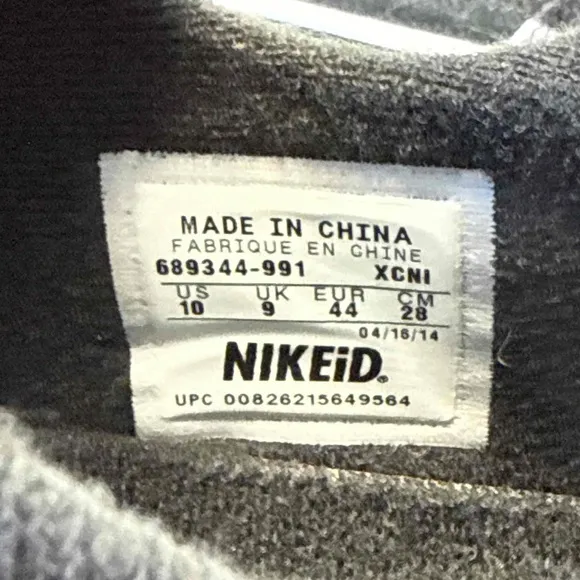 MADE IN CHINA
FABRIQUE EN CHINE
689344-991 XCNI
US UK EUR CM
10 9 44 28
04/16/14
NIKEiD.
UPC 00826215649564